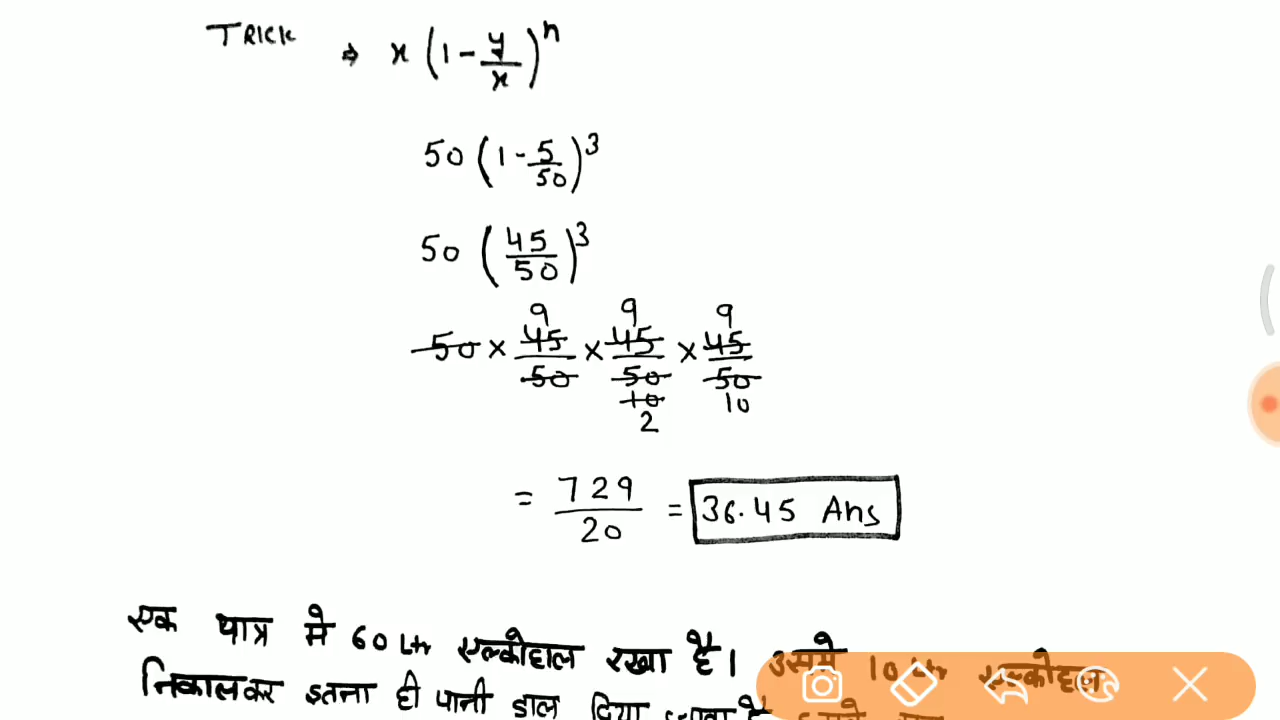 TRICK ⇒ x (1 - y/x)^n
50 (1 - 5/50)^3
50 (45/50)^3
50 × 45/50 × 45/50 × 45/50
9 9 9
10 10
2
= 729/20 = 36.45 Ans
एक पात्र मे 60 Ltr एल्कोहाल रखा है। उसमे 10 Ltr एल्कोहल
निकालकर इतना ही पानी डाल दिया